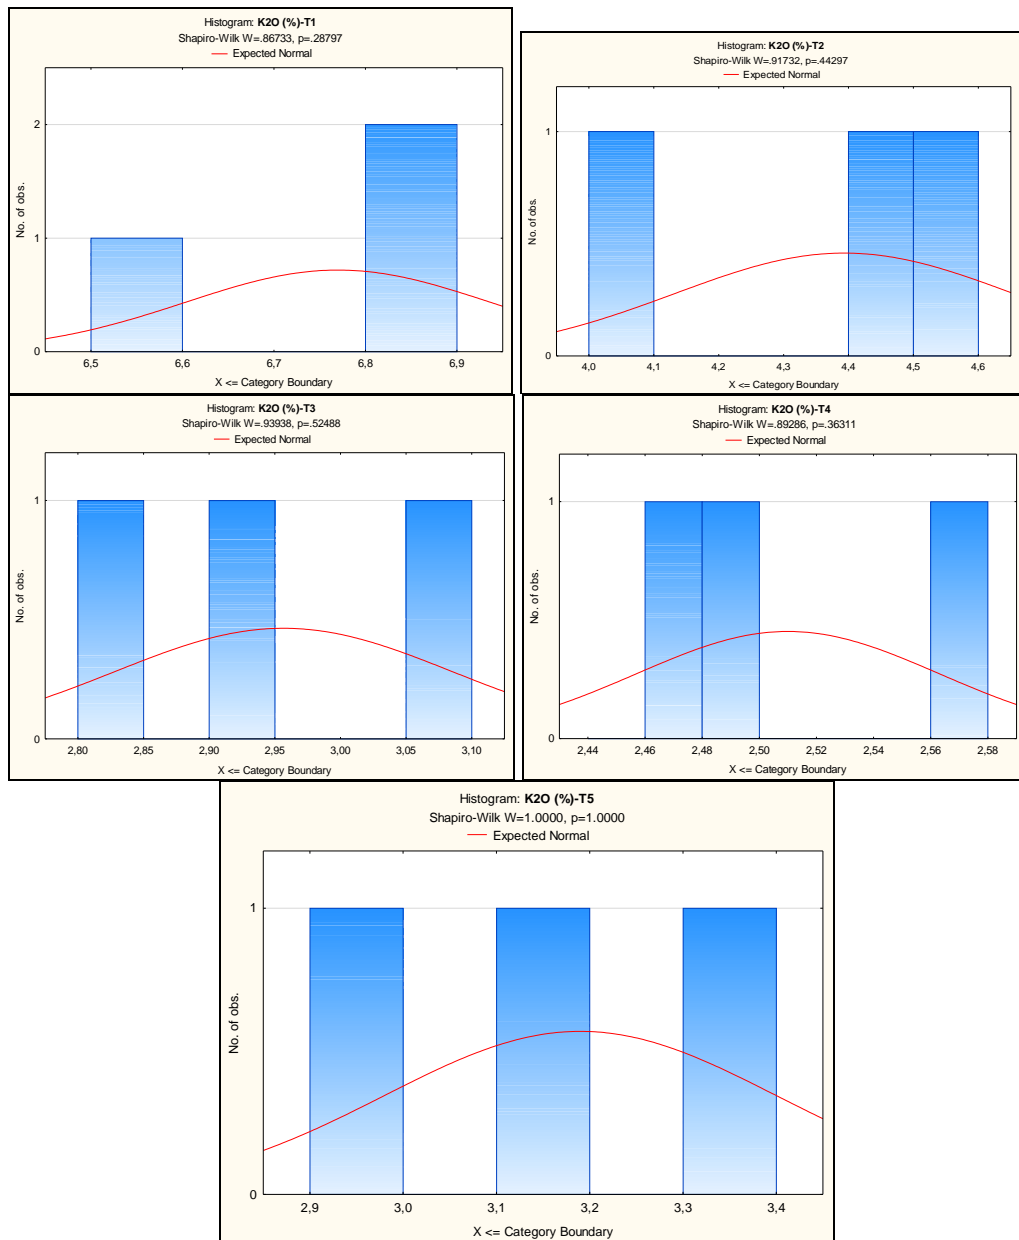 Histogram: K2O (%)-T1
Shapiro-Wilk W=.86733, p=.28797
Expected Normal
No. of obs.
2
1
0
6,5 6,6 6,7 6,8 6,9
X <= Category Boundary
Histogram: K2O (%)-T2
Shapiro-Wilk W=.91732, p=.44297
Expected Normal
No. of obs.
1
0
4,0 4,1 4,2 4,3 4,4 4,5 4,6
X <= Category Boundary
Histogram: K2O (%)-T3
Shapiro-Wilk W=.93938, p=.52488
Expected Normal
No. of obs.
1
0
2,80 2,85 2,90 2,95 3,00 3,05 3,10
X <= Category Boundary
Histogram: K2O (%)-T4
Shapiro-Wilk W=.89286, p=.36311
Expected Normal
No. of obs.
1
0
2,44 2,46 2,48 2,50 2,52 2,54 2,56 2,58
X <= Category Boundary
Histogram: K2O (%)-T5
Shapiro-Wilk W=1.0000, p=1.0000
Expected Normal
No. of obs.
1
0
2,9 3,0 3,1 3,2 3,3 3,4
X <= Category Boundary